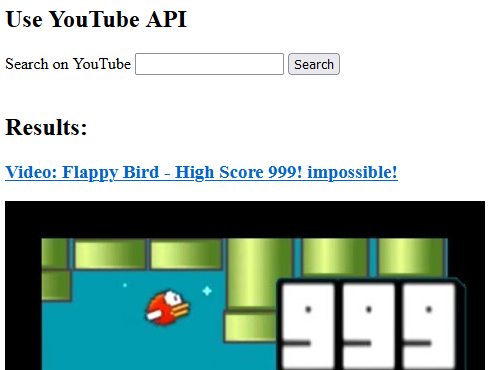 Use YouTube API
Search on YouTube Search
Results:
Video: Flappy Bird - High Score 999! impossible!
999